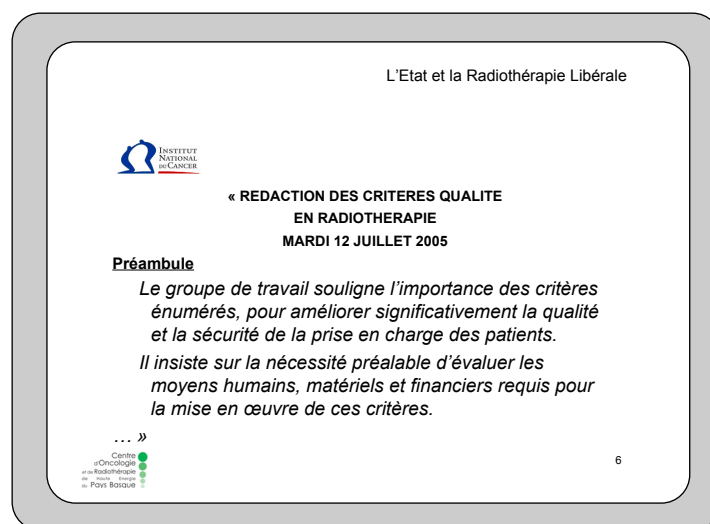 L'Etat et la Radiothérapie Libérale
INSTITUT
NATIONAL
DU CANCER
« REDACTION DES CRITERES QUALITE
EN RADIOTHERAPIE
MARDI 12 JUILLET 2005
Préambule
Le groupe de travail souligne l'importance des critères
énumérés, pour améliorer significativement la qualité
et la sécurité de la prise en charge des patients.
Il insiste sur la nécessité préalable d'évaluer les
moyens humains, matériels et financiers requis pour
la mise en œuvre de ces critères.
… »
Centre
d'Oncologie
et de Radiothérapie
de Haute Energie
du Pays Basque
6